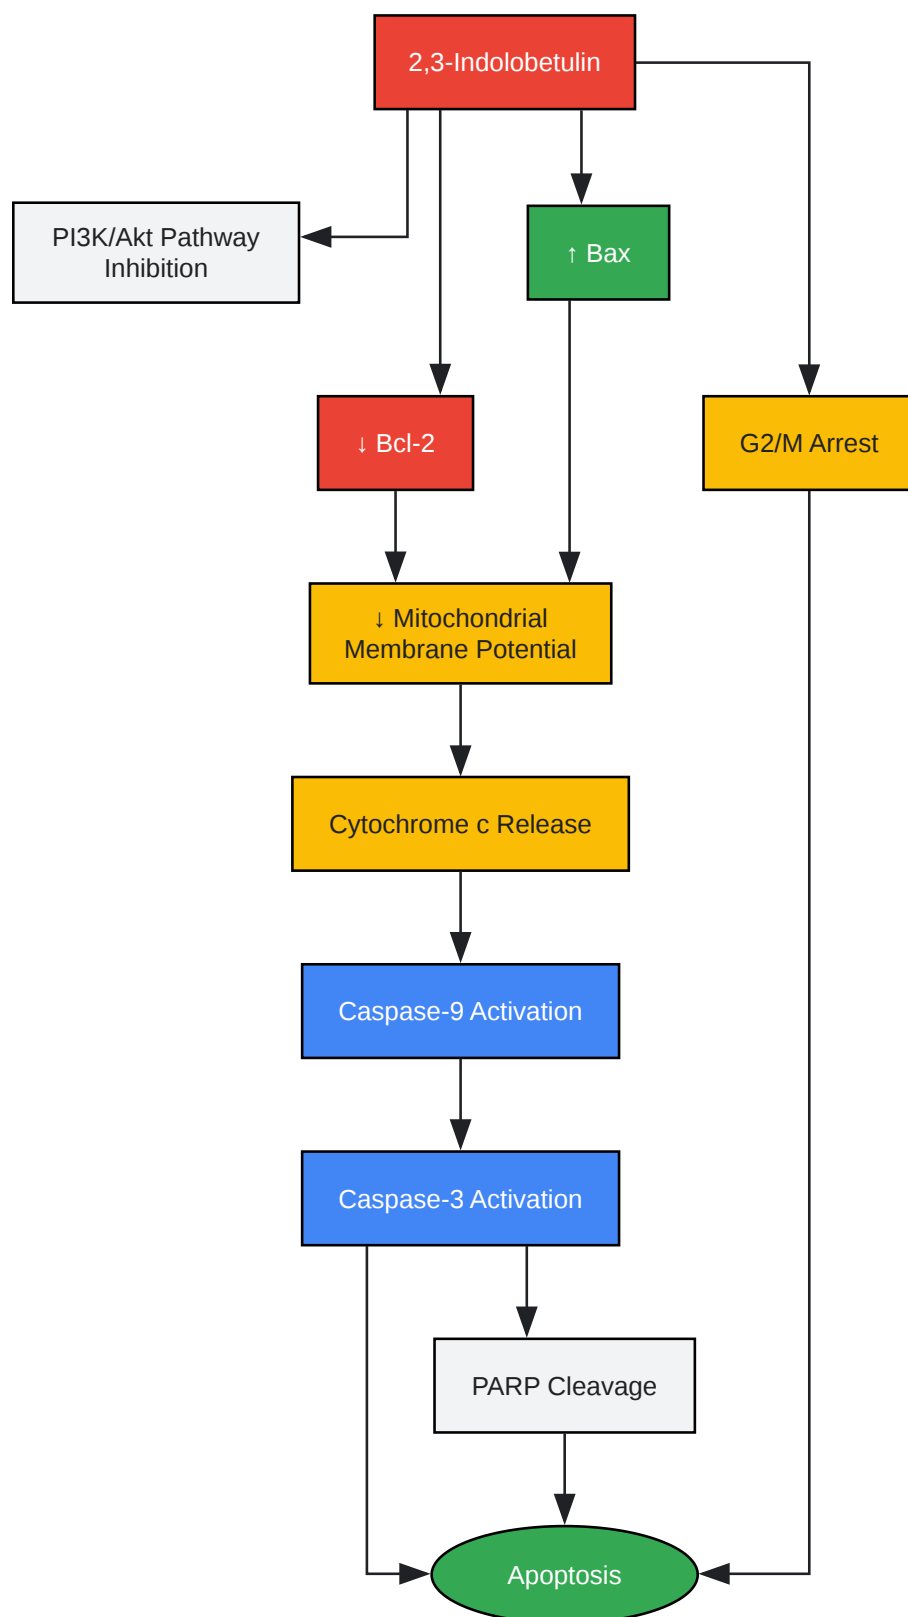 2,3-Indolobetulin
PI3K/Akt Pathway
Inhibition
↑ Bax
↓ Bcl-2
G2/M Arrest
↓ Mitochondrial
Membrane Potential
Cytochrome c Release
Caspase-9 Activation
Caspase-3 Activation
PARP Cleavage
Apoptosis